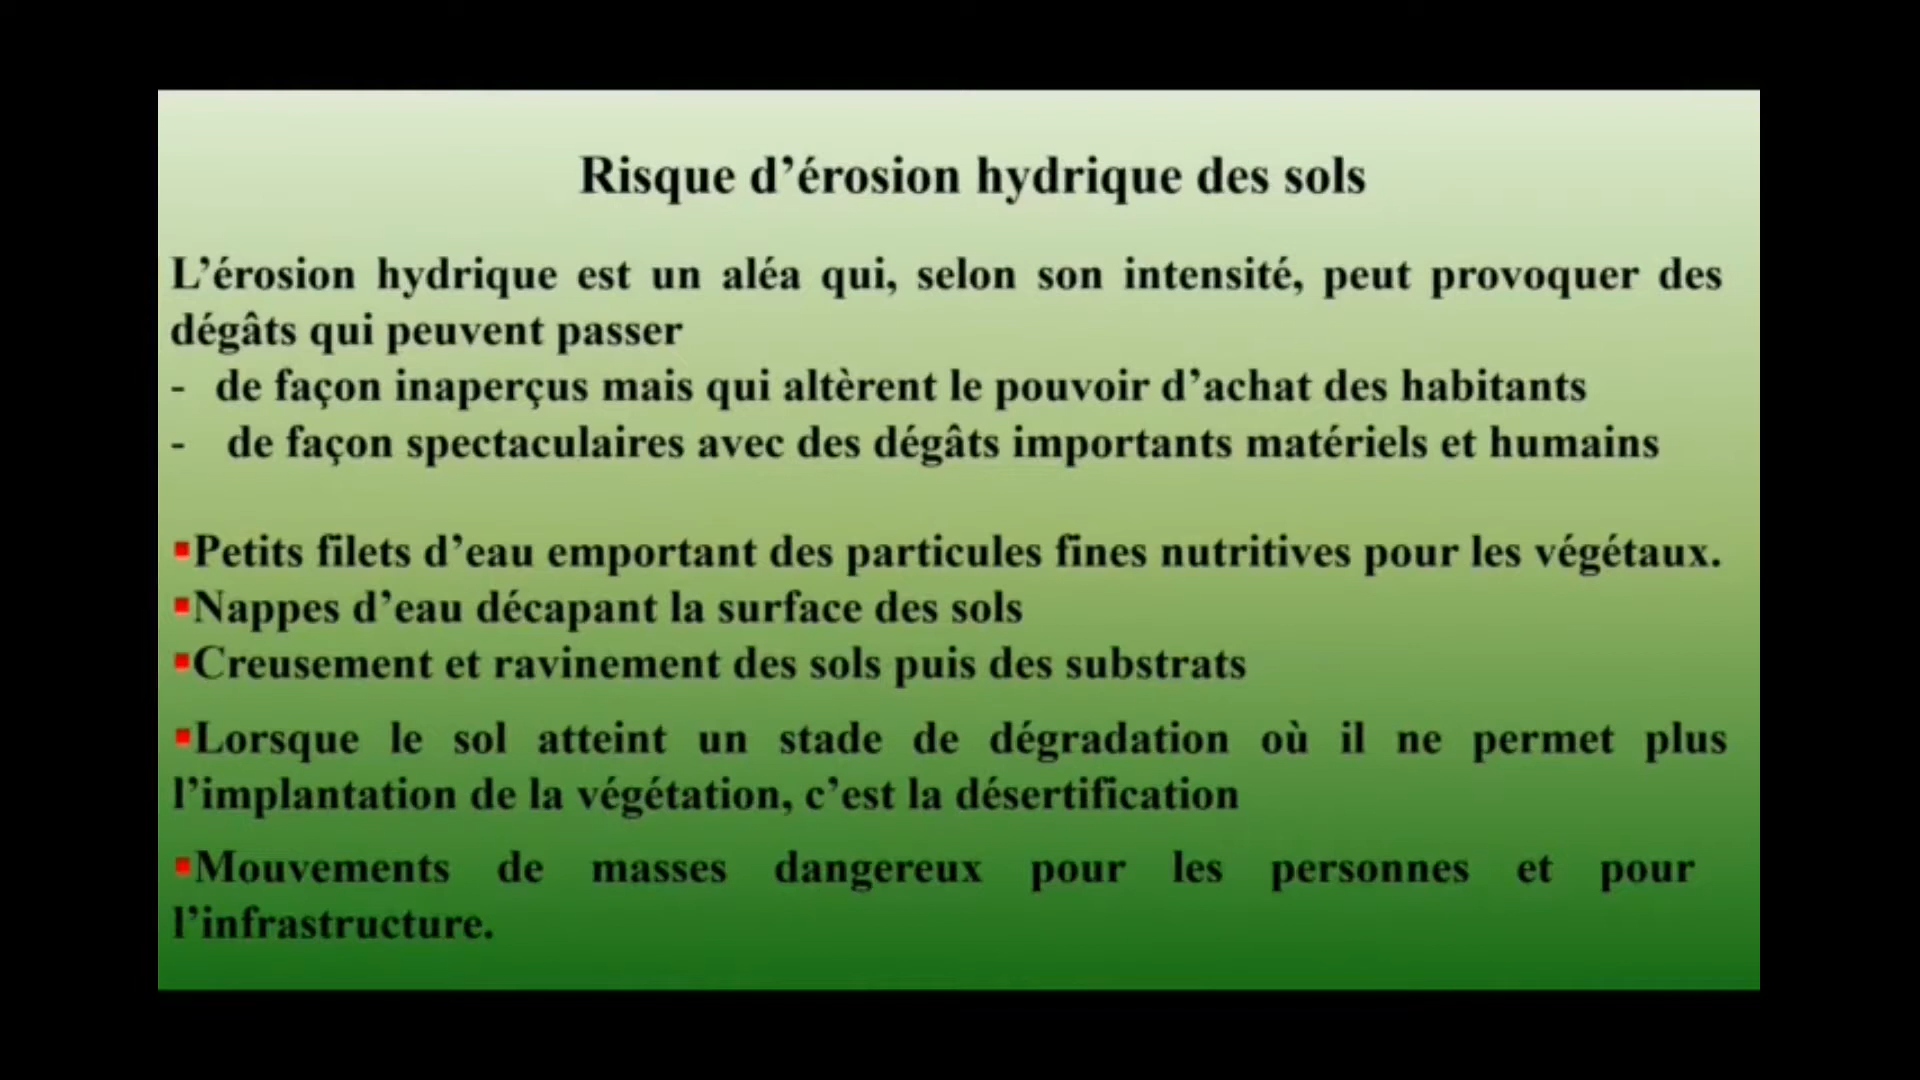 Risque d’érosion hydrique des sols
L’érosion hydrique est un aléa qui, selon son intensité, peut provoquer des
dégâts qui peuvent passer
- de façon inaperçus mais qui altèrent le pouvoir d’achat des habitants
- de façon spectaculaires avec des dégâts importants matériels et humains
▪Petits filets d’eau emportant des particules fines nutritives pour les végétaux.
▪Nappes d’eau décapant la surface des sols
▪Creusement et ravinement des sols puis des substrats
▪Lorsque le sol atteint un stade de dégradation où il ne permet plus
l’implantation de la végétation, c’est la désertification
▪Mouvements de masses dangereux pour les personnes et pour
l’infrastructure.